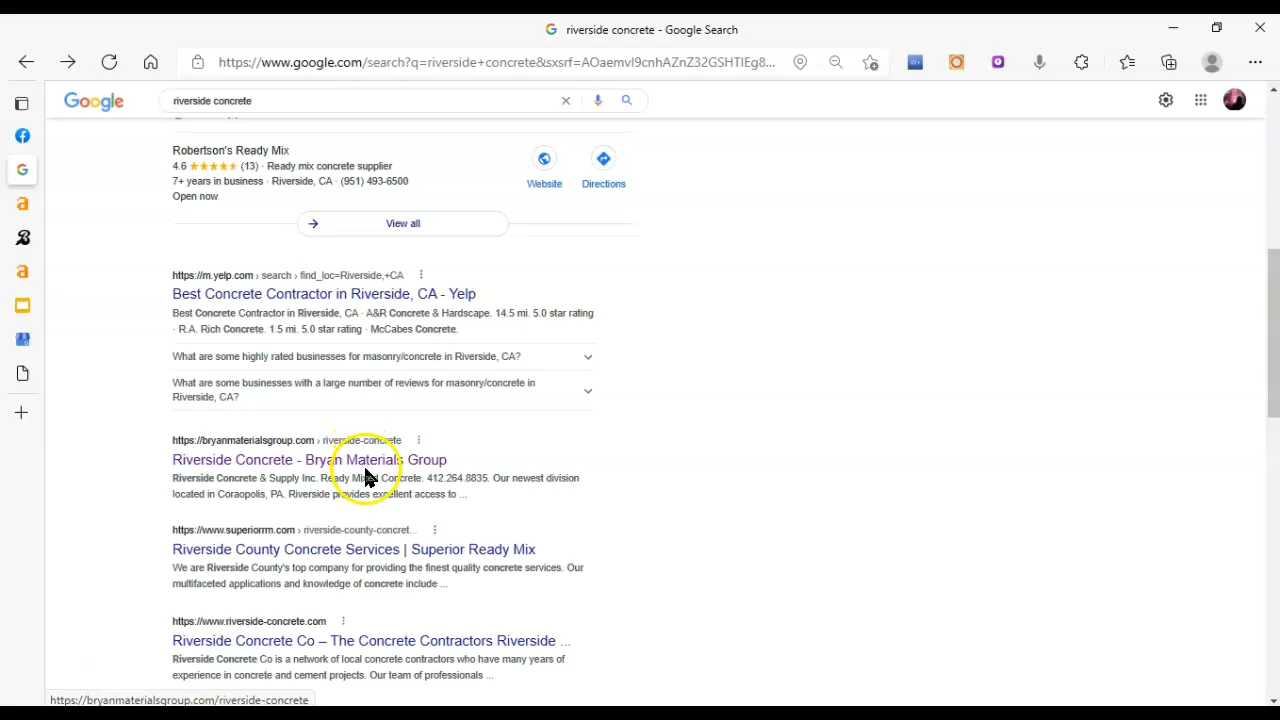 riverside concrete - Google Search
https://www.google.com/search?q=riverside+concrete&sxsrf=AOaemvI9cnhAZnZ32GSHTIEg8...
Google
riverside concrete
Robertson's Ready Mix
4.6 (13) · Ready mix concrete supplier
7+ years in business · Riverside, CA · (951) 493-6500
Open now
Website
Directions
View all
https://m.yelp.com › search › find_loc=Riverside,+CA
Best Concrete Contractor in Riverside, CA - Yelp
Best Concrete Contractor in Riverside, CA · A&R Concrete & Hardscape. 14.5 mi. 5.0 star rating
· R.A. Rich Concrete. 1.5 mi. 5.0 star rating · McCabes Concrete.
What are some highly rated businesses for masonry/concrete in Riverside, CA?
What are some businesses with a large number of reviews for masonry/concrete in
Riverside, CA?
https://bryanmaterialsgroup.com › riverside-concrete
Riverside Concrete - Bryan Materials Group
Riverside Concrete & Supply Inc. Ready Mixed Concrete. 412.264.8835. Our newest division
located in Coraopolis, PA. Riverside provides excellent access to ...
https://www.superiorrm.com › riverside-county-concret...
Riverside County Concrete Services | Superior Ready Mix
We are Riverside County's top company for providing the finest quality concrete services. Our
multifaceted applications and knowledge of concrete include ...
https://www.riverside-concrete.com
Riverside Concrete Co – The Concrete Contractors Riverside ...
Riverside Concrete Co is a network of local concrete contractors who have many years of
experience in concrete and cement projects. Our team of professionals ...
https://bryanmaterialsgroup.com/riverside-concrete